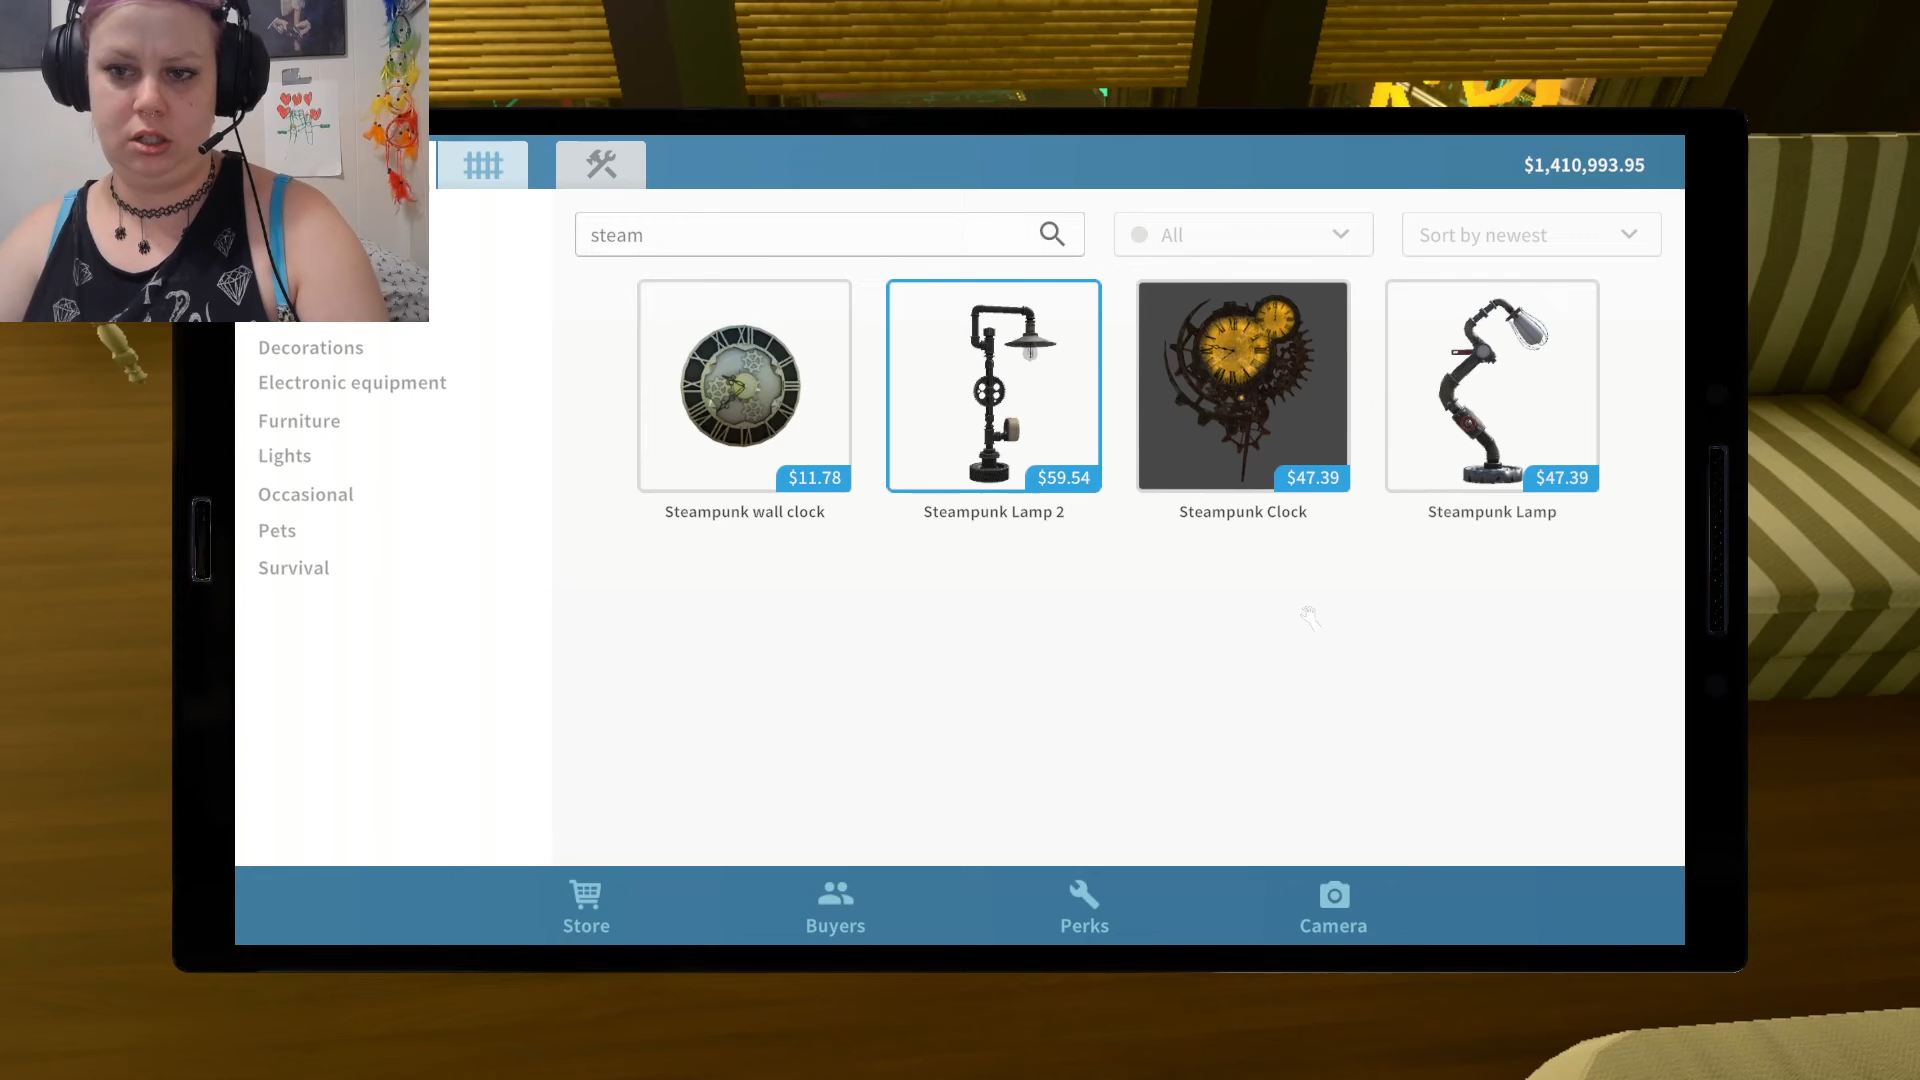 $1,410,993.95
steam
All
Sort by newest
Decorations
Electronic equipment
Furniture
Lights
Occasional
Pets
Survival
$11.78
$59.54
$47.39
$47.39
Steampunk wall clock
Steampunk Lamp 2
Steampunk Clock
Steampunk Lamp
Store
Buyers
Perks
Camera